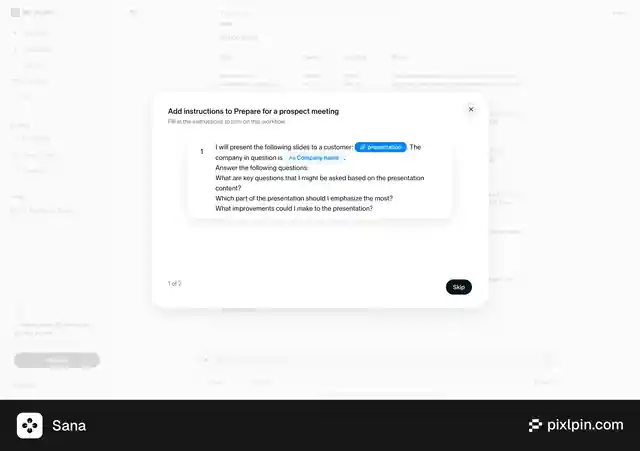 Add instructions to Prepare for a prospect meeting
Fill in the instructions to turn on this workflow
1
I will present the following slides to a customer: presentation . The
company in question is Aa Company name .
Answer the following questions:
What are key questions that I might be asked based on the presentation
content?
Which part of the presentation should I emphasize the most?
What improvements could I make to the presentation?
1 of 2
Skip
Sana
pixlpin.com